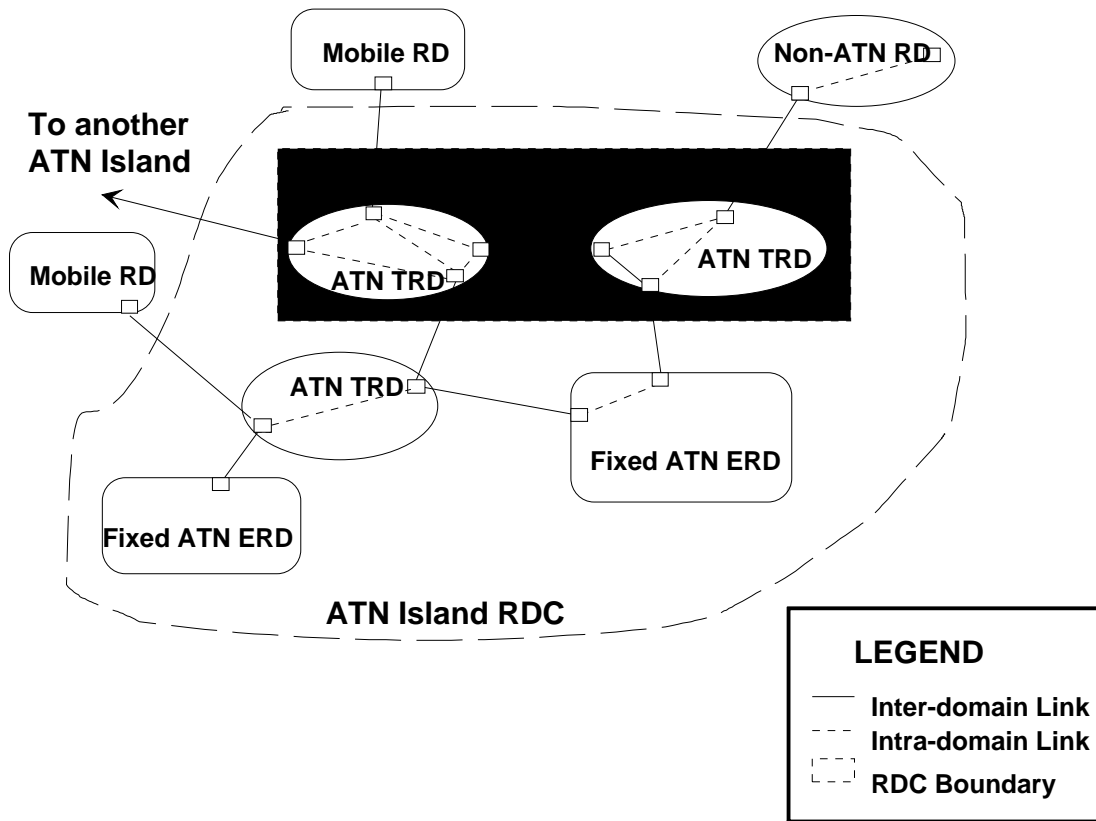 Mobile RD
Non-ATN RD
To another
ATN Island
Mobile RD
ATN TRD
ATN TRD
ATN TRD
Fixed ATN ERD
Fixed ATN ERD
ATN Island RDC
LEGEND
Inter-domain Link
Intra-domain Link
RDC Boundary